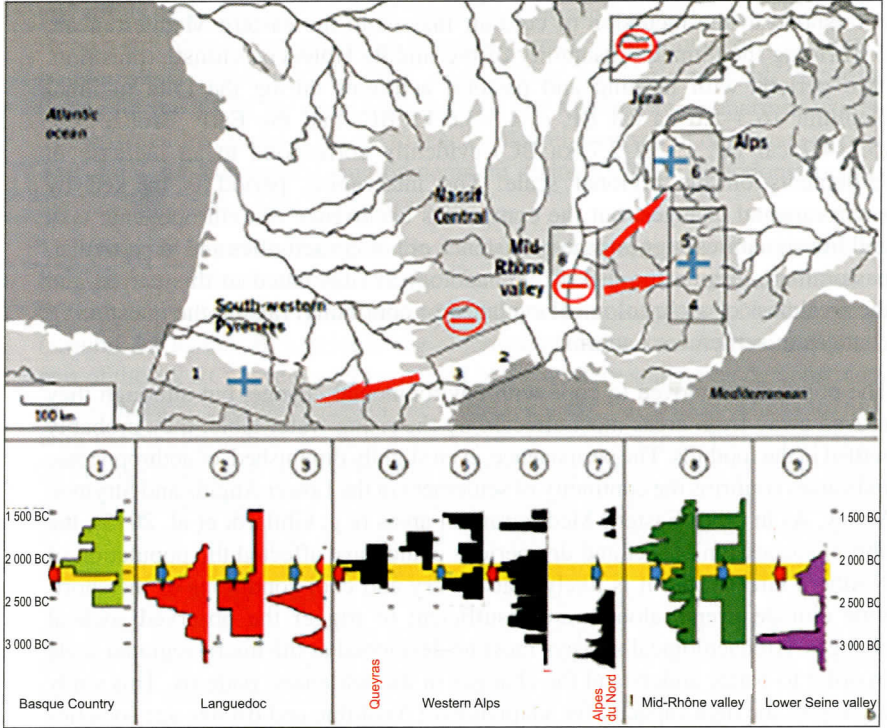 7
Jura
Atlantic
ocean
Alps
6
Massif
Central
Mid-
Rhône
valley
8
5
4
South-western
Pyrénées
1
2
3
100 km
Mediterranean
a
1 2 3 4 5 6 7 8 9
1 500 BC
2 000 BC
2 500 BC
3 000 BC
1 500 BC
2 000 BC
2 500 BC
3 000 BC
Queyras
Alpes
du Nord
Basque Country
Languedoc
Western Alps
Mid-Rhône valley
Lower Seine valley
b